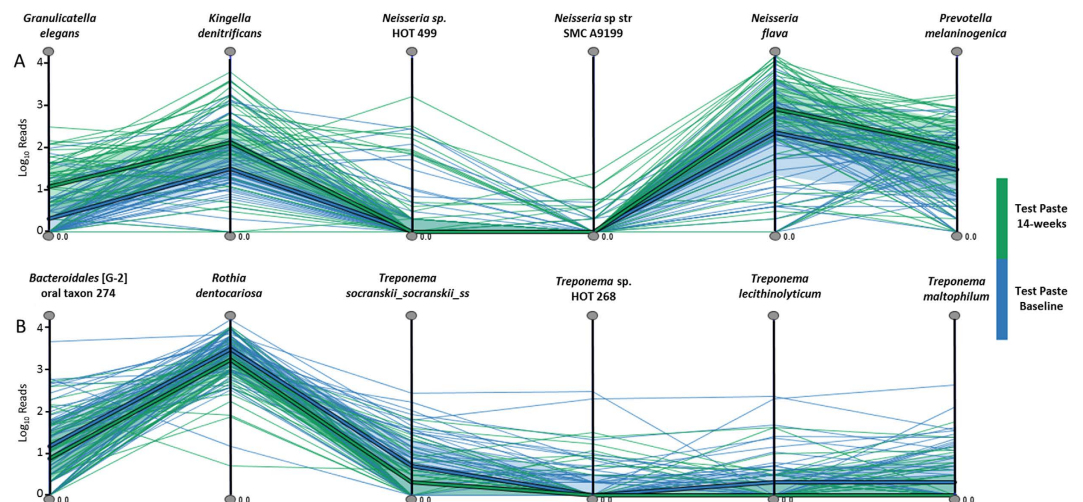 Granulicatella
elegans
Kingella
denitrificans
Neisseria sp.
HOT 499
Neisseria sp str
SMC A9199
Neisseria
flava
Prevotella
melaninogenica
A
4
3
2
1
0
Log10 Reads
0.0
0.0
0.0
0.0
0.0
0.0
Test Paste
14-weeks
Test Paste
Baseline
Bacteroidales [G-2]
oral taxon 274
Rothia
dentocariosa
Treponema
socranskii_socranskii_ss
Treponema sp.
HOT 268
Treponema
lecithinolyticum
Treponema
maltophilum
B
4
3
2
1
0
Log10 Reads
0.0
0.0
0.0
0.0
0.0
0.0